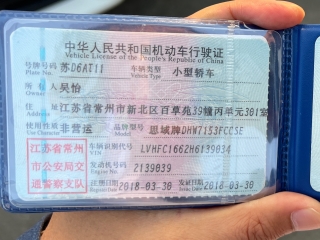 中华人民共和国机动车行驶证
Vehicle License of the People's Republic of China
号牌号码 苏D6AT11 车辆类型 小型轿车
Plate No. Vehicle Type
所有人 吴怡
住址 江苏省常州市新北区百草苑39幢丙单元301室
使用性质 非营运 品牌型号 思域牌DHW7153FCCSE
江苏省常州 车辆识别代号 LVHFC1662H6139034
VIN
市公安局交 发动机号码 2139039
通警察支队 注册日期 2018-03-30 发证日期 2018-03-30